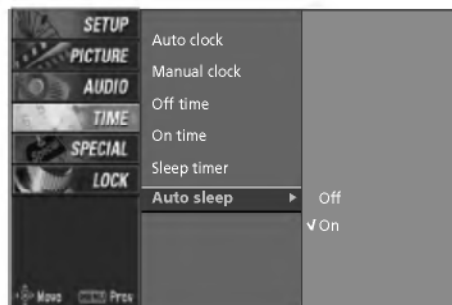 SETUP
PICTURE
AUDIO
TIME
SPECIAL
LOCK
Move MENU Prev
Auto clock
Manual clock
Off time
On time
Sleep timer
Auto sleep ▶
Off
✓ On